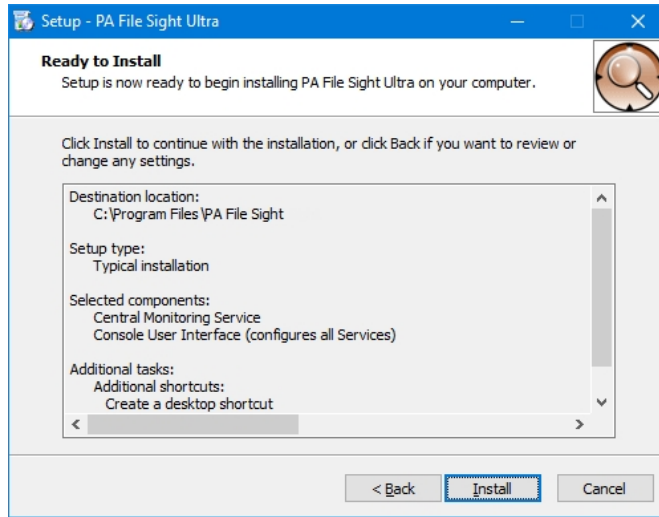 Setup - PA File Sight Ultra
Ready to Install
Setup is now ready to begin installing PA File Sight Ultra on your computer.
Click Install to continue with the installation, or click Back if you want to review or
change any settings.
Destination location:
C:\Program Files\PA File Sight
Setup type:
Typical installation
Selected components:
Central Monitoring Service
Console User Interface (configures all Services)
Additional tasks:
Additional shortcuts:
Create a desktop shortcut
< Back
Install
Cancel